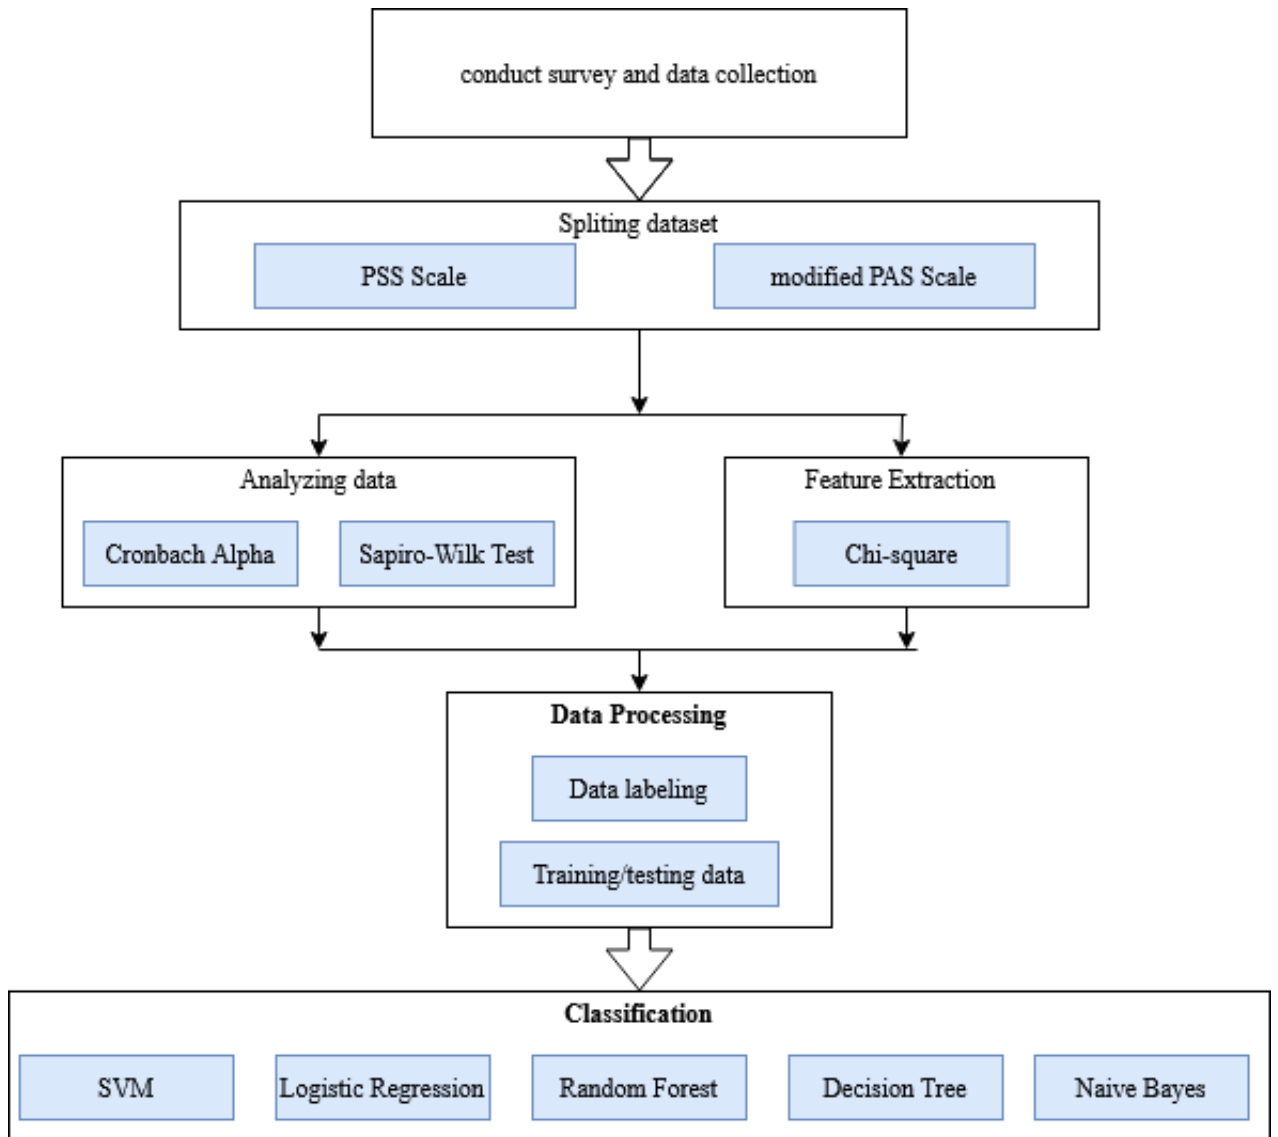 conduct survey and data collection
Spliting dataset
PSS Scale
modified PAS Scale
Analyzing data
Cronbach Alpha
Sapiro-Wilk Test
Feature Extraction
Chi-square
Data Processing
Data labeling
Training/testing data
Classification
SVM
Logistic Regression
Random Forest
Decision Tree
Naive Bayes